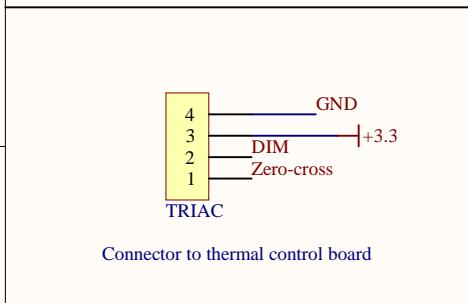 GND
4
3
+3.3
DIM
2
Zero-cross
1
TRIAC
Connector to thermal control board